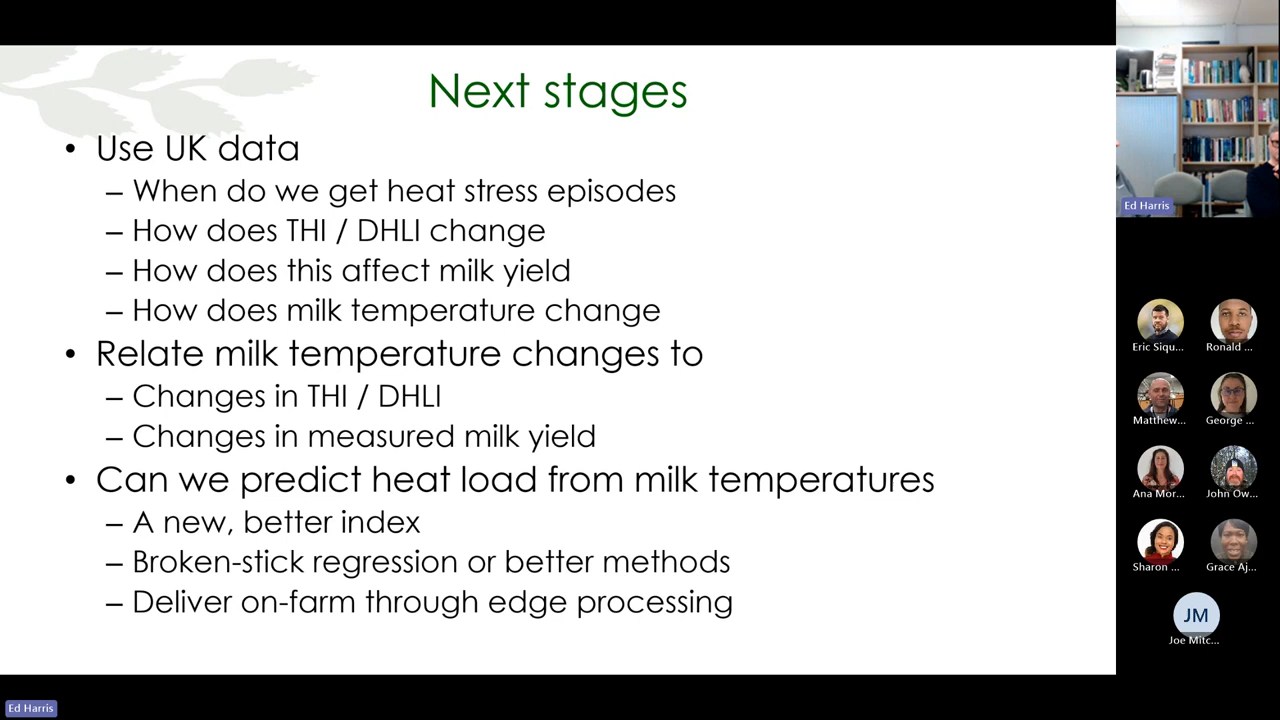 Next stages
• Use UK data
– When do we get heat stress episodes
– How does THI / DHLI change
– How does this affect milk yield
– How does milk temperature change
• Relate milk temperature changes to
– Changes in THI / DHLI
– Changes in measured milk yield
• Can we predict heat load from milk temperatures
– A new, better index
– Broken-stick regression or better methods
– Deliver on-farm through edge processing
Ed Harris
Eric Siqu...
Ronald ...
Matthew...
George ...
Ana Mor...
John Ow...
Sharon ...
Grace Aj...
JM
Joe Mitc...
Ed Harris